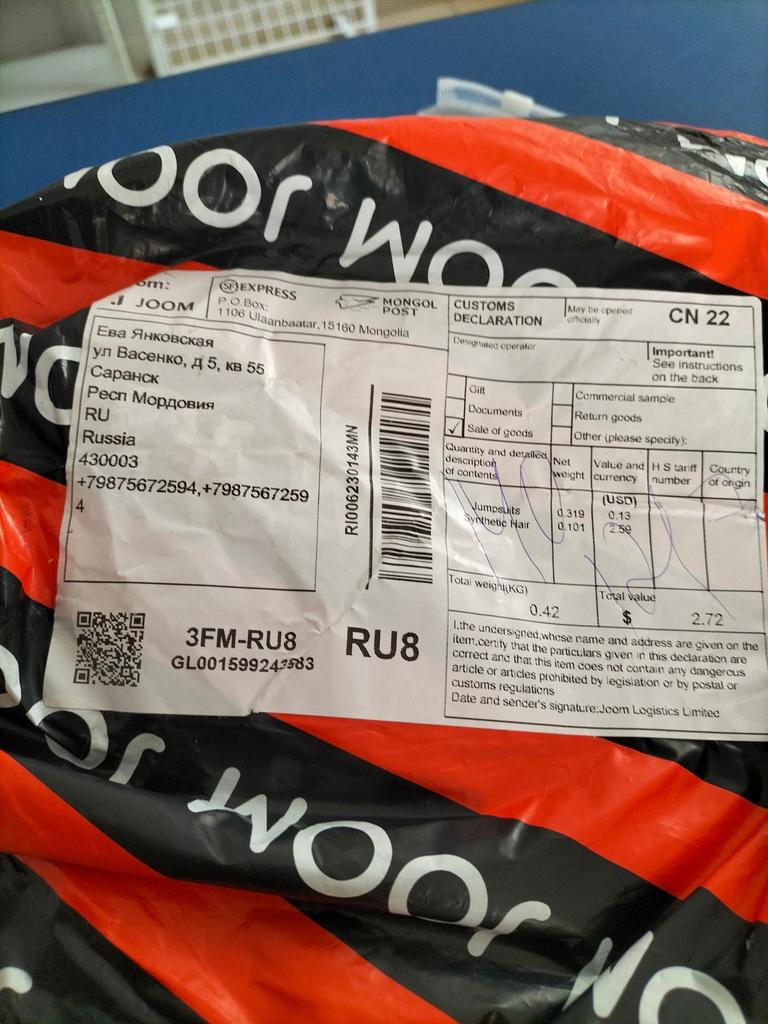 JOOM
om:
JOOM
SF EXPRESS
P.O.Box:
1106 Ulaanbaatar,15160 Mongolia
MONGOL
POST
Ева Янковская
ул Васенко, д 5, кв 55
Саранск
Респ Мордовия
RU
Russia
430003
+79875672594,+7987567259
4
RI006230143MN
3FM-RU8
RU8
CUSTOMS
DECLARATION
May be opened
officially
CN 22
Designated operator
Important!
See instructions
on the back
Gift
Documents
✓ Sale of goods
Commercial sample
Return goods
Other (please specify):
Quantity and detailed
description
of contents
Net
weight
Value and
currency
H S tariff
number
Country
of origin
(USD)
Jumpsuits 0.319 0.13
Synthetic Hair 0.101 2.59
Total weight(KG)
0.42
Total value
$ 2.72
I,the undersigned,whose name and address are given on the
item,certify that the particulars given in this declaration are
correct and that this item does not contain any dangerous
article or articles prohibited by legislation or by postal or
customs regulations
Date and sencer's signature:Joom Logistics Limitec
JOOM
JOOM